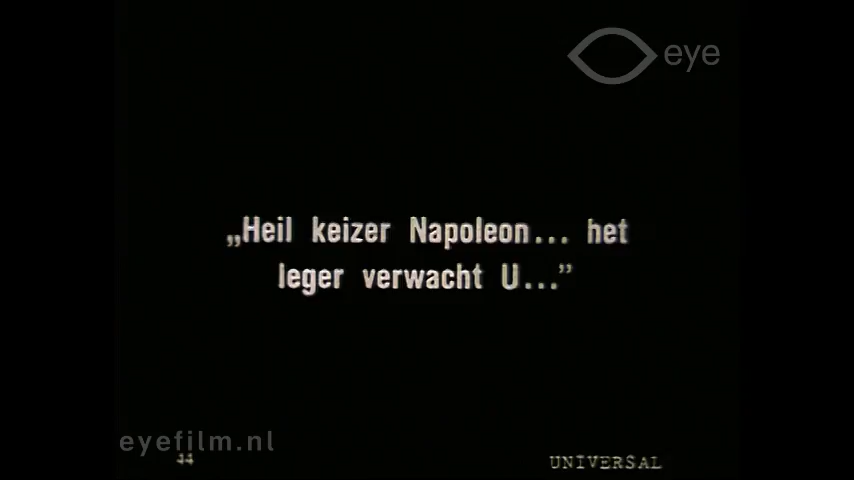 eye
„Heil keizer Napoleon... het
leger verwacht U...”
eyefilm.nl
44
UNIVERSAL